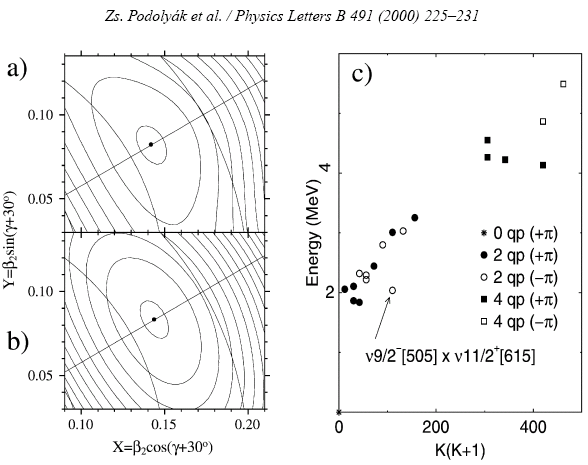 Zs. Podolyák et al. / Physics Letters B 491 (2000) 225–231
a)
0.10
0.05
b)
0.10
0.05
Y=β₂sin(γ+30°)
0.10
0.15
0.20
X=β₂cos(γ+30°)
c)
Energy (MeV)
4
2
0 qp (+π)
2 qp (+π)
2 qp (−π)
4 qp (+π)
4 qp (−π)
ν9/2⁻[505] x ν11/2⁺[615]
0
200
400
K(K+1)